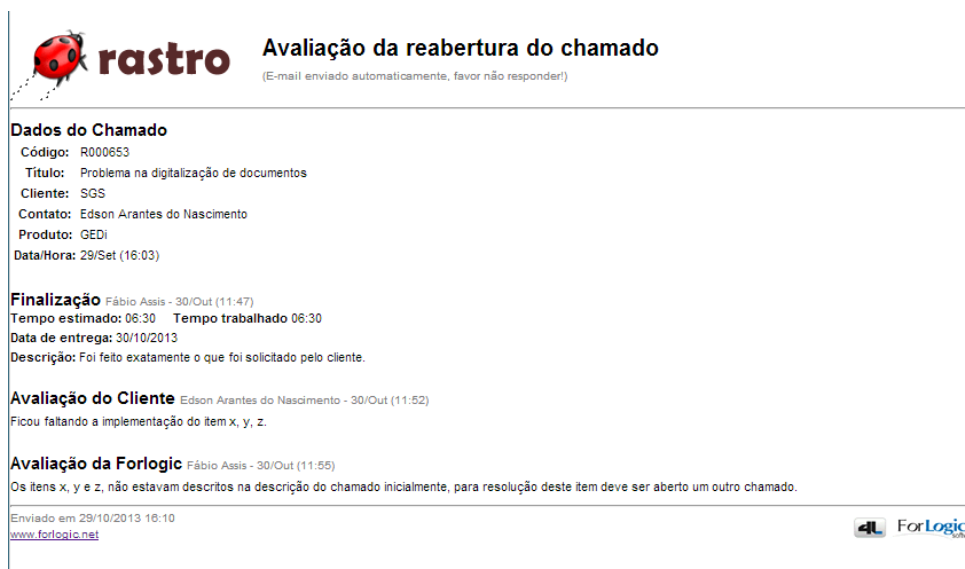 rastro
Avaliação da reabertura do chamado
(E-mail enviado automaticamente, favor não responder!)
Dados do Chamado
Código: R000653
Título: Problema na digitalização de documentos
Cliente: SGS
Contato: Edson Arantes do Nascimento
Produto: GEDi
Data/Hora: 29/Set (16:03)
Finalização Fábio Assis - 30/Out (11:47)
Tempo estimado: 06:30 Tempo trabalhado 06:30
Data de entrega: 30/10/2013
Descrição: Foi feito exatamente o que foi solicitado pelo cliente.
Avaliação do Cliente Edson Arantes do Nascimento - 30/Out (11:52)
Ficou faltando a implementação do item x, y, z.
Avaliação da Forlogic Fábio Assis - 30/Out (11:55)
Os itens x, y e z, não estavam descritos na descrição do chamado inicialmente, para resolução deste item deve ser aberto um outro chamado.
Enviado em 29/10/2013 16:10
www.forlogic.net
4L ForLogic